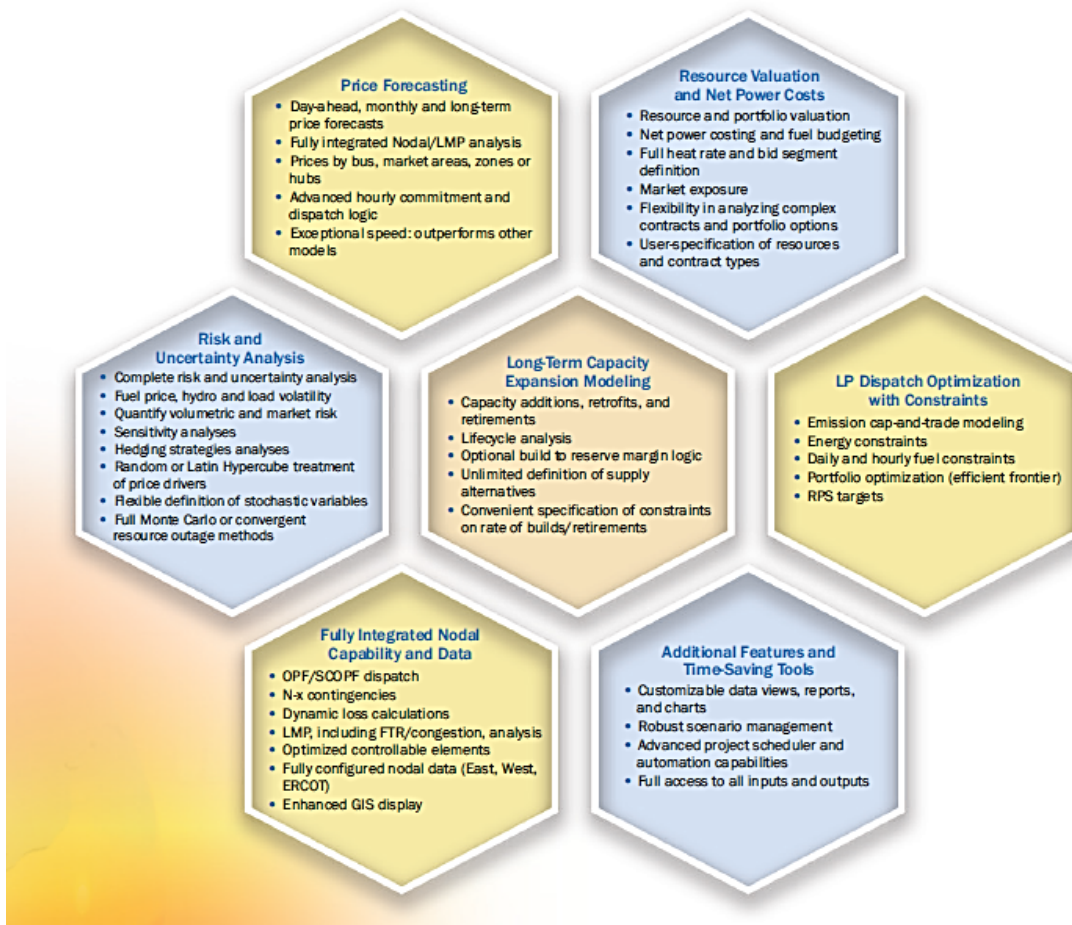 Price Forecasting
• Day-ahead, monthly and long-term
price forecasts
• Fully integrated Nodal/LMP analysis
• Prices by bus, market areas, zones or
hubs
• Advanced hourly commitment and
dispatch logic
• Exceptional speed: outperforms other
models
Resource Valuation
and Net Power Costs
• Resource and portfolio valuation
• Net power costing and fuel budgeting
• Full heat rate and bid segment
definition
• Market exposure
• Flexibility in analyzing complex
contracts and portfolio options
• User-specification of resources
and contract types
Risk and
Uncertainty Analysis
• Complete risk and uncertainty analysis
• Fuel price, hydro and load volatility
• Quantify volumetric and market risk
• Sensitivity analyses
• Hedging strategies analyses
• Random or Latin Hypercube treatment
of price drivers
• Flexible definition of stochastic variables
• Full Monte Carlo or convergent
resource outage methods
Long-Term Capacity
Expansion Modeling
• Capacity additions, retrofits, and
retirements
• Lifecycle analysis
• Optional build to reserve margin logic
• Unlimited definition of supply
alternatives
• Convenient specification of constraints
on rate of builds/retirements
LP Dispatch Optimization
with Constraints
• Emission cap-and-trade modeling
• Energy constraints
• Daily and hourly fuel constraints
• Portfolio optimization (efficient frontier)
• RPS targets
Fully Integrated Nodal
Capability and Data
• OPF/SCOPF dispatch
• N-x contingencies
• Dynamic loss calculations
• LMP, including FTR/congestion, analysis
• Optimized controllable elements
• Fully configured nodal data (East, West,
ERCOT)
• Enhanced GIS display
Additional Features and
Time-Saving Tools
• Customizable data views, reports,
and charts
• Robust scenario management
• Advanced project scheduler and
automation capabilities
• Full access to all inputs and outputs